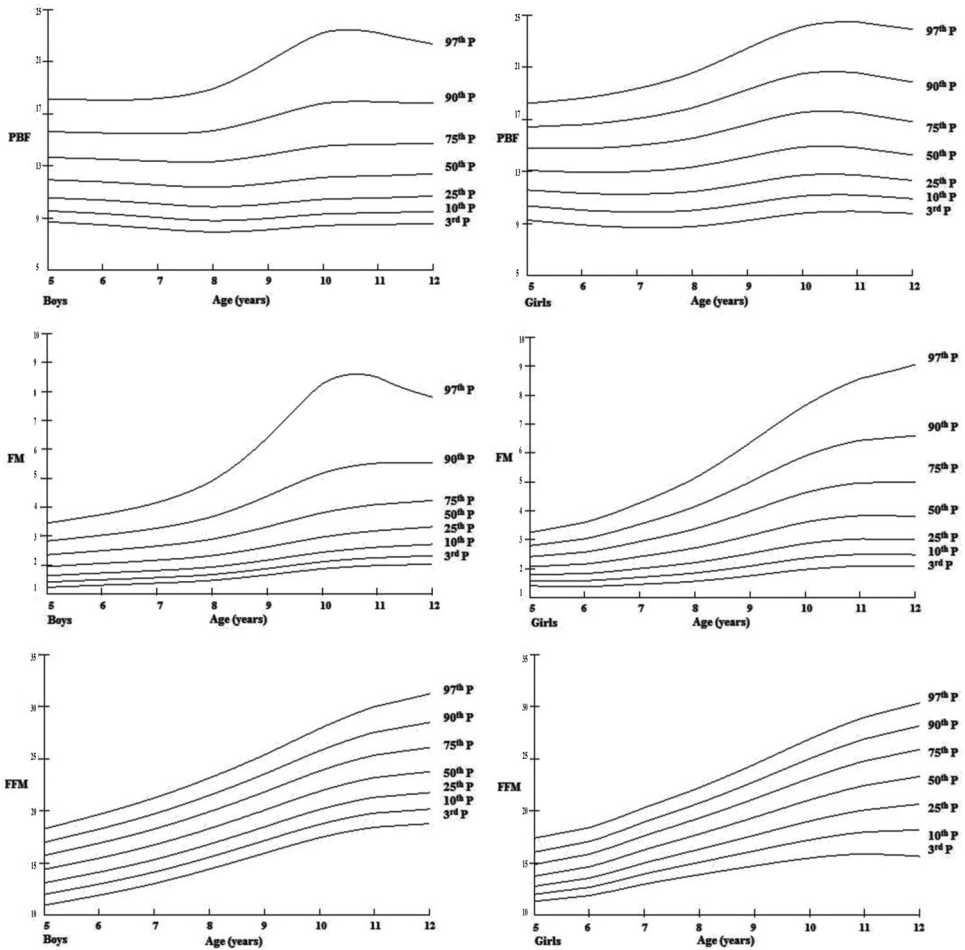 25
21
17
13
9
5
PBF
97th P
90th P
75th P
50th P
25th P
10th P
3rd P
5 6 7 8 9 10 11 12
Boys Age (years)
25
21
17
13
9
5
PBF
97th P
90th P
75th P
50th P
25th P
10th P
3rd P
5 6 7 8 9 10 11 12
Girls Age (years)
10
9
8
7
6
5
4
3
2
1
FM
97th P
90th P
75th P
50th P
25th P
10th P
3rd P
5 6 7 8 9 10 11 12
Boys Age (years)
10
9
8
7
6
5
4
3
2
1
FM
97th P
90th P
75th P
50th P
25th P
10th P
3rd P
5 6 7 8 9 10 11 12
Girls Age (years)
35
30
25
20
15
10
FFM
97th P
90th P
75th P
50th P
25th P
10th P
3rd P
5 6 7 8 9 10 11 12
Boys Age (years)
35
30
25
20
15
10
FFM
97th P
90th P
75th P
50th P
25th P
10th P
3rd P
5 6 7 8 9 10 11 12
Girls Age (years)